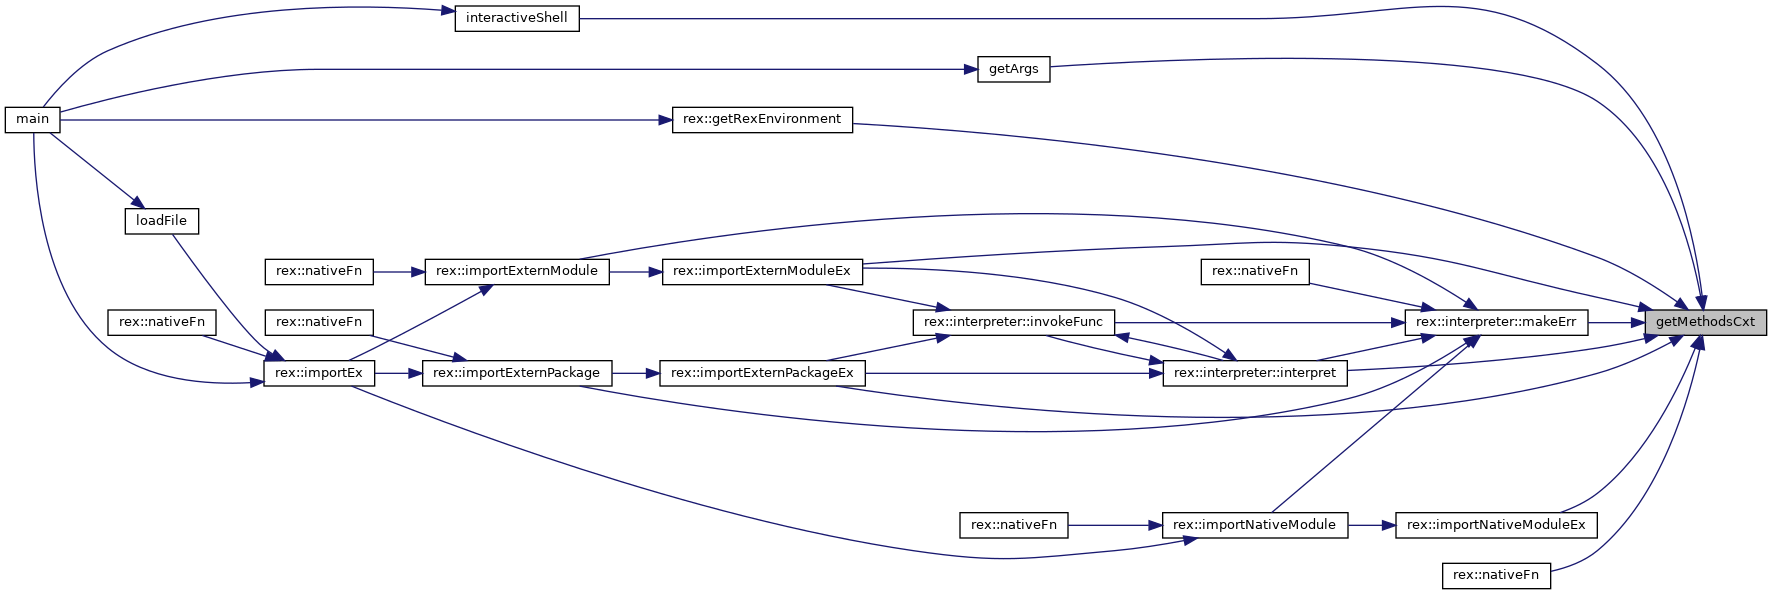 interactiveShell
getArgs
main
rex::getRexEnvironment
loadFile
rex::nativeFn
rex::importExternModule
rex::importExternModuleEx
rex::nativeFn
rex::nativeFn
rex::nativeFn
rex::interpreter::invokeFunc
rex::interpreter::makeErr
getMethodsCxt
rex::importEx
rex::importExternPackage
rex::importExternPackageEx
rex::interpreter::interpret
rex::nativeFn
rex::importNativeModule
rex::importNativeModuleEx
rex::nativeFn